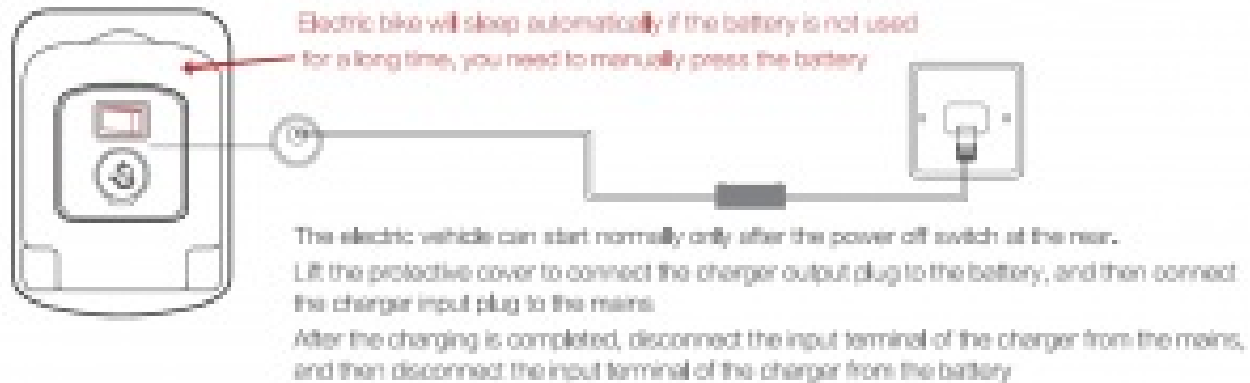 Electric bike will sleep automatically if the battery is not used
for a long time, you need to manually press the battery
The electric vehicle can start normally only after the power off switch at the rear.
Lift the protective cover to connect the charger output plug to the battery, and then connect
the charger input plug to the mains
After the charging is completed, disconnect the input terminal of the charger from the mains,
and then disconnect the input terminal of the charger from the battery